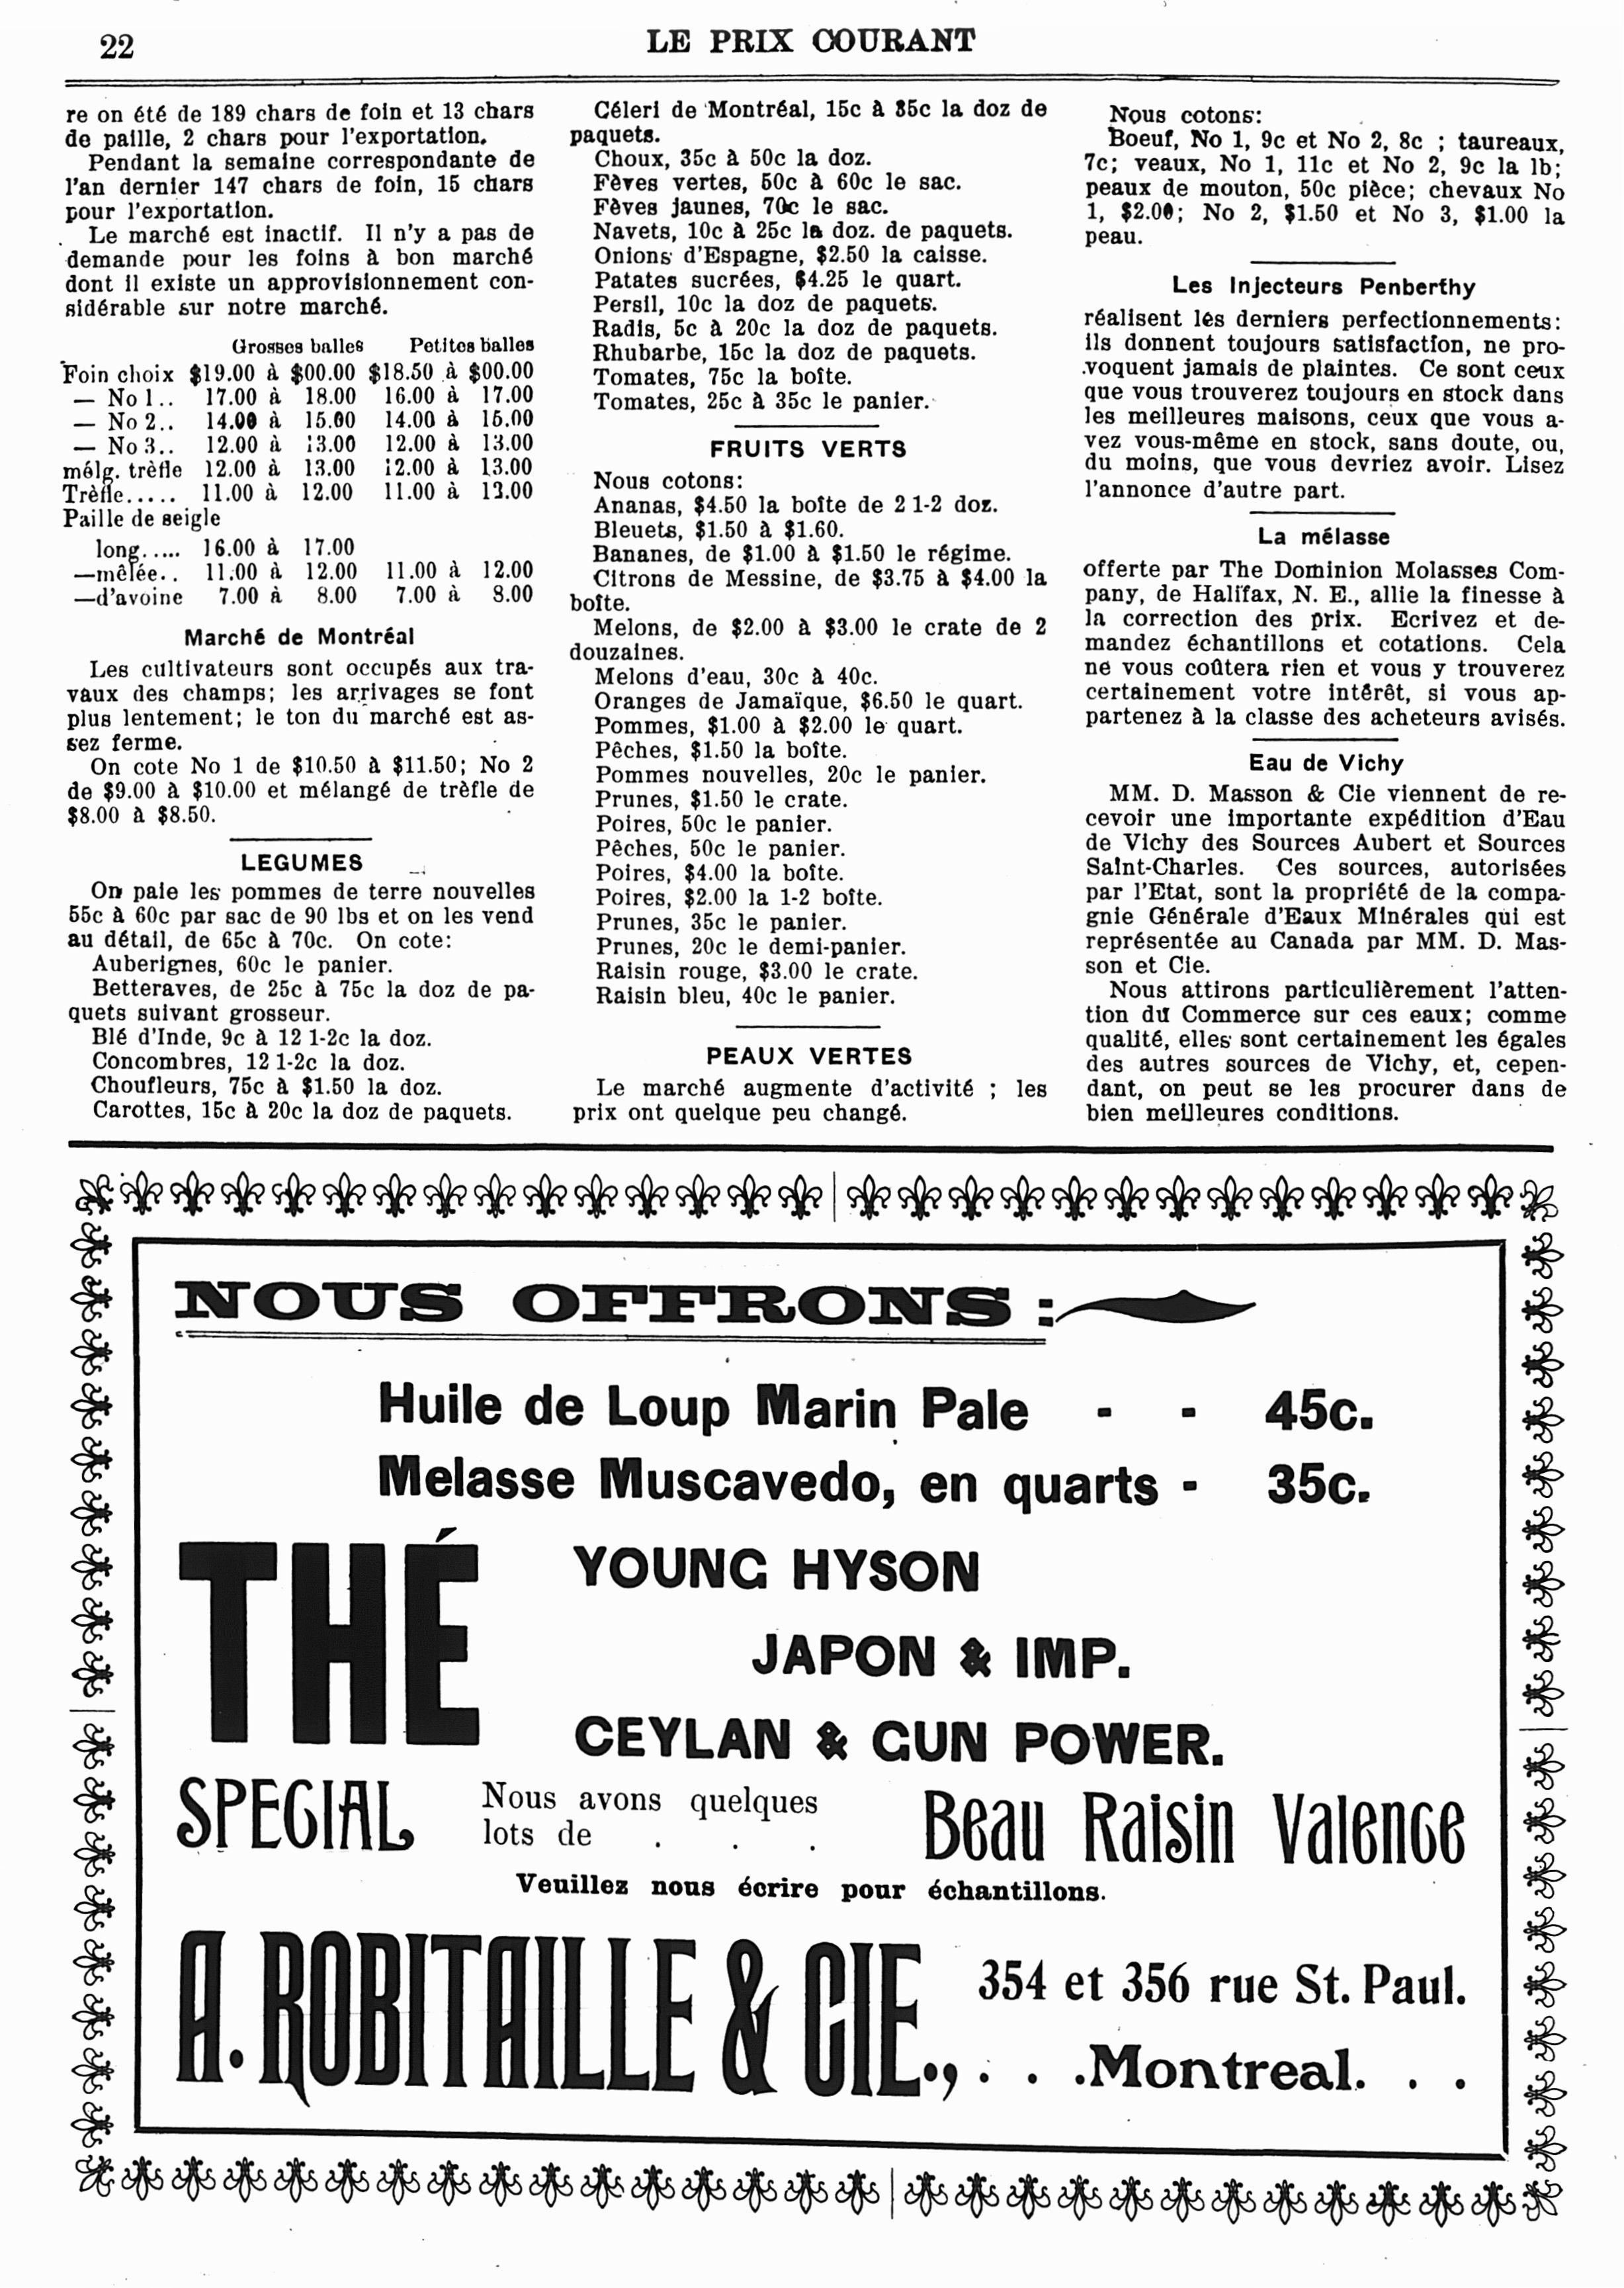 22
LE PRIX COURANT
re on été de 189 chars de foin et 13 chars
de paille, 2 chars pour l'exportation.
Pendant la semaine correspondante de
l'an dernier 147 chars de foin, 15 chars
pour l'exportation.
Le marché est inactif. Il n'y a pas de
demande pour les foins à bon marché
dont il existe un approvisionnement con-
sidérable sur notre marché.
Grosses balles Petites balles
Foin choix $19.00 à $00.00 $18.50 à $00.00
— No 1.. 17.00 à 18.00 16.00 à 17.00
— No 2.. 14.00 à 15.00 14.00 à 15.00
— No 3.. 12.00 à 13.00 12.00 à 13.00
mélg. trèfle 12.00 à 13.00 12.00 à 13.00
Trèfle..... 11.00 à 12.00 11.00 à 12.00
Paille de seigle
long..... 16.00 à 17.00
—mêlée.. 11.00 à 12.00 11.00 à 12.00
—d'avoine 7.00 à 8.00 7.00 à 8.00
Marché de Montréal
Les cultivateurs sont occupés aux tra-
vaux des champs; les arrivages se font
plus lentement; le ton du marché est as-
sez ferme.
On cote No 1 de $10.50 à $11.50; No 2
de $9.00 à $10.00 et mélangé de trèfle de
$8.00 à $8.50.
LEGUMES
On paie les pommes de terre nouvelles
55c à 60c par sac de 90 lbs et on les vend
au détail, de 65c à 70c. On cote:
Auberignes, 60c le panier.
Betteraves, de 25c à 75c la doz de pa-
quets suivant grosseur.
Blé d'Inde, 9c à 12 1-2c la doz.
Concombres, 12 1-2c la doz.
Choufleurs, 75c à $1.50 la doz.
Carottes, 15c à 20c la doz de paquets.
Céleri de Montréal, 15c à 85c la doz de
paquets.
Choux, 35c à 50c la doz.
Fèves vertes, 50c à 60c le sac.
Fèves jaunes, 70c le sac.
Navets, 10c à 25c la doz. de paquets.
Onions d'Espagne, $2.50 la caisse.
Patates sucrées, $4.25 le quart.
Persil, 10c la doz de paquets.
Radis, 5c à 20c la doz de paquets.
Rhubarbe, 15c la doz de paquets.
Tomates, 75c la boîte.
Tomates, 25c à 35c le panier.
FRUITS VERTS
Nous cotons:
Ananas, $4.50 la boîte de 2 1-2 doz.
Bleuets, $1.50 à $1.60.
Bananes, de $1.00 à $1.50 le régime.
Citrons de Messine, de $3.75 à $4.00 la
boîte.
Melons, de $2.00 à $3.00 le crate de 2
douzaines.
Melons d'eau, 30c à 40c.
Oranges de Jamaïque, $6.50 le quart.
Pommes, $1.00 à $2.00 le quart.
Pêches, $1.50 la boîte.
Pommes nouvelles, 20c le panier.
Prunes, $1.50 le crate.
Poires, 50c le panier.
Pêches, 50c le panier.
Poires, $4.00 la boîte.
Poires, $2.00 la 1-2 boîte.
Prunes, 35c le panier.
Prunes, 20c le demi-panier.
Raisin rouge, $3.00 le crate.
Raisin bleu, 40c le panier.
PEAUX VERTES
Le marché augmente d'activité ; les
prix ont quelque peu changé.
Nous cotons:
Boeuf, No 1, 9c et No 2, 8c ; taureaux,
7c; veaux, No 1, 11c et No 2, 9c la lb;
peaux de mouton, 50c pièce; chevaux No
1, $2.00; No 2, $1.50 et No 3, $1.00 la
peau.
Les Injecteurs Penberthy
réalisent les derniers perfectionnements:
ils donnent toujours satisfaction, ne pro-
voquent jamais de plaintes. Ce sont ceux
que vous trouverez toujours en stock dans
les meilleures maisons, ceux que vous a-
vez vous-même en stock, sans doute, ou,
du moins, que vous devriez avoir. Lisez
l'annonce d'autre part.
La mélasse
offerte par The Dominion Molasses Com-
pany, de Halifax, N. E., allie la finesse à
la correction des prix. Ecrivez et de-
mandez échantillons et cotations. Cela
ne vous coûtera rien et vous y trouverez
certainement votre intérêt, si vous ap-
partenez à la classe des acheteurs avisés.
Eau de Vichy
MM. D. Masson & Cie viennent de re-
cevoir une importante expédition d'Eau
de Vichy des Sources Aubert et Sources
Saint-Charles. Ces sources, autorisées
par l'Etat, sont la propriété de la compa-
gnie Générale d'Eaux Minérales qui est
représentée au Canada par MM. D. Mas-
son et Cie.
Nous attirons particulièrement l'atten-
tion du Commerce sur ces eaux; comme
qualité, elles sont certainement les égales
des autres sources de Vichy, et, cepen-
dant, on peut se les procurer dans de
bien meilleures conditions.
NOUS OFFRONS :
Huile de Loup Marin Pale - - 45c.
Melasse Muscavedo, en quarts - 35c.
THÉ
YOUNG HYSON
JAPON & IMP.
CEYLAN & GUN POWER.
SPECIAL Nous avons quelques
lots de . . . Beau Raisin Valence
Veuillez nous écrire pour échantillons.
A. ROBITAILLE & CIE., 354 et 356 rue St. Paul.
. . .Montreal. . .